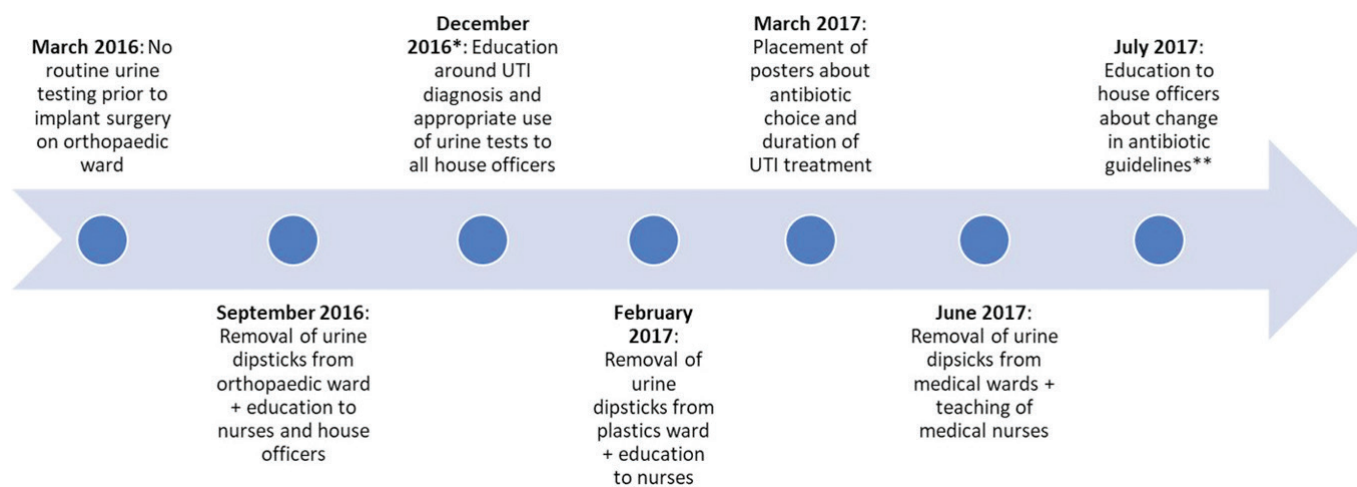 March 2016: No
routine urine
testing prior to
implant surgery
on orthopaedic
ward
September 2016:
Removal of urine
dipsticks from
orthopaedic ward
+ education to
nurses and house
officers
December
2016*: Education
around UTI
diagnosis and
appropriate use
of urine tests to
all house officers
February
2017:
Removal of
urine
dipsticks from
plastics ward
+ education
to nurses
March 2017:
Placement of
posters about
antibiotic
choice and
duration of
UTI treatment
June 2017:
Removal of urine
dipsicks from
medical wards +
teaching of
medical nurses
July 2017:
Education to
house officers
about change
in antibiotic
guidelines**